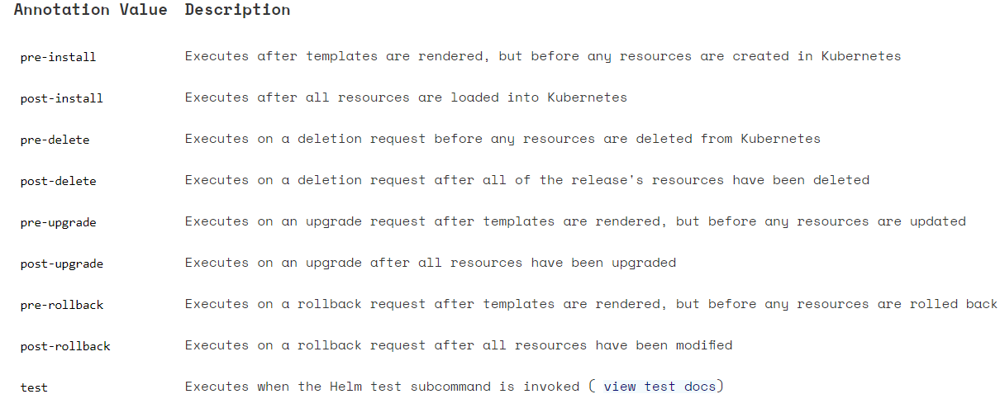 Annotation Value Description
pre-install Executes after templates are rendered, but before any resources are created in Kubernetes
post-install Executes after all resources are loaded into Kubernetes
pre-delete Executes on a deletion request before any resources are deleted from Kubernetes
post-delete Executes on a deletion request after all of the release's resources have been deleted
pre-upgrade Executes on an upgrade request after templates are rendered, but before any resources are updated
post-upgrade Executes on an upgrade after all resources have been upgraded
pre-rollback Executes on a rollback request after templates are rendered, but before any resources are rolled back
post-rollback Executes on a rollback request after all resources have been modified
test Executes when the Helm test subcommand is invoked ( view test docs)